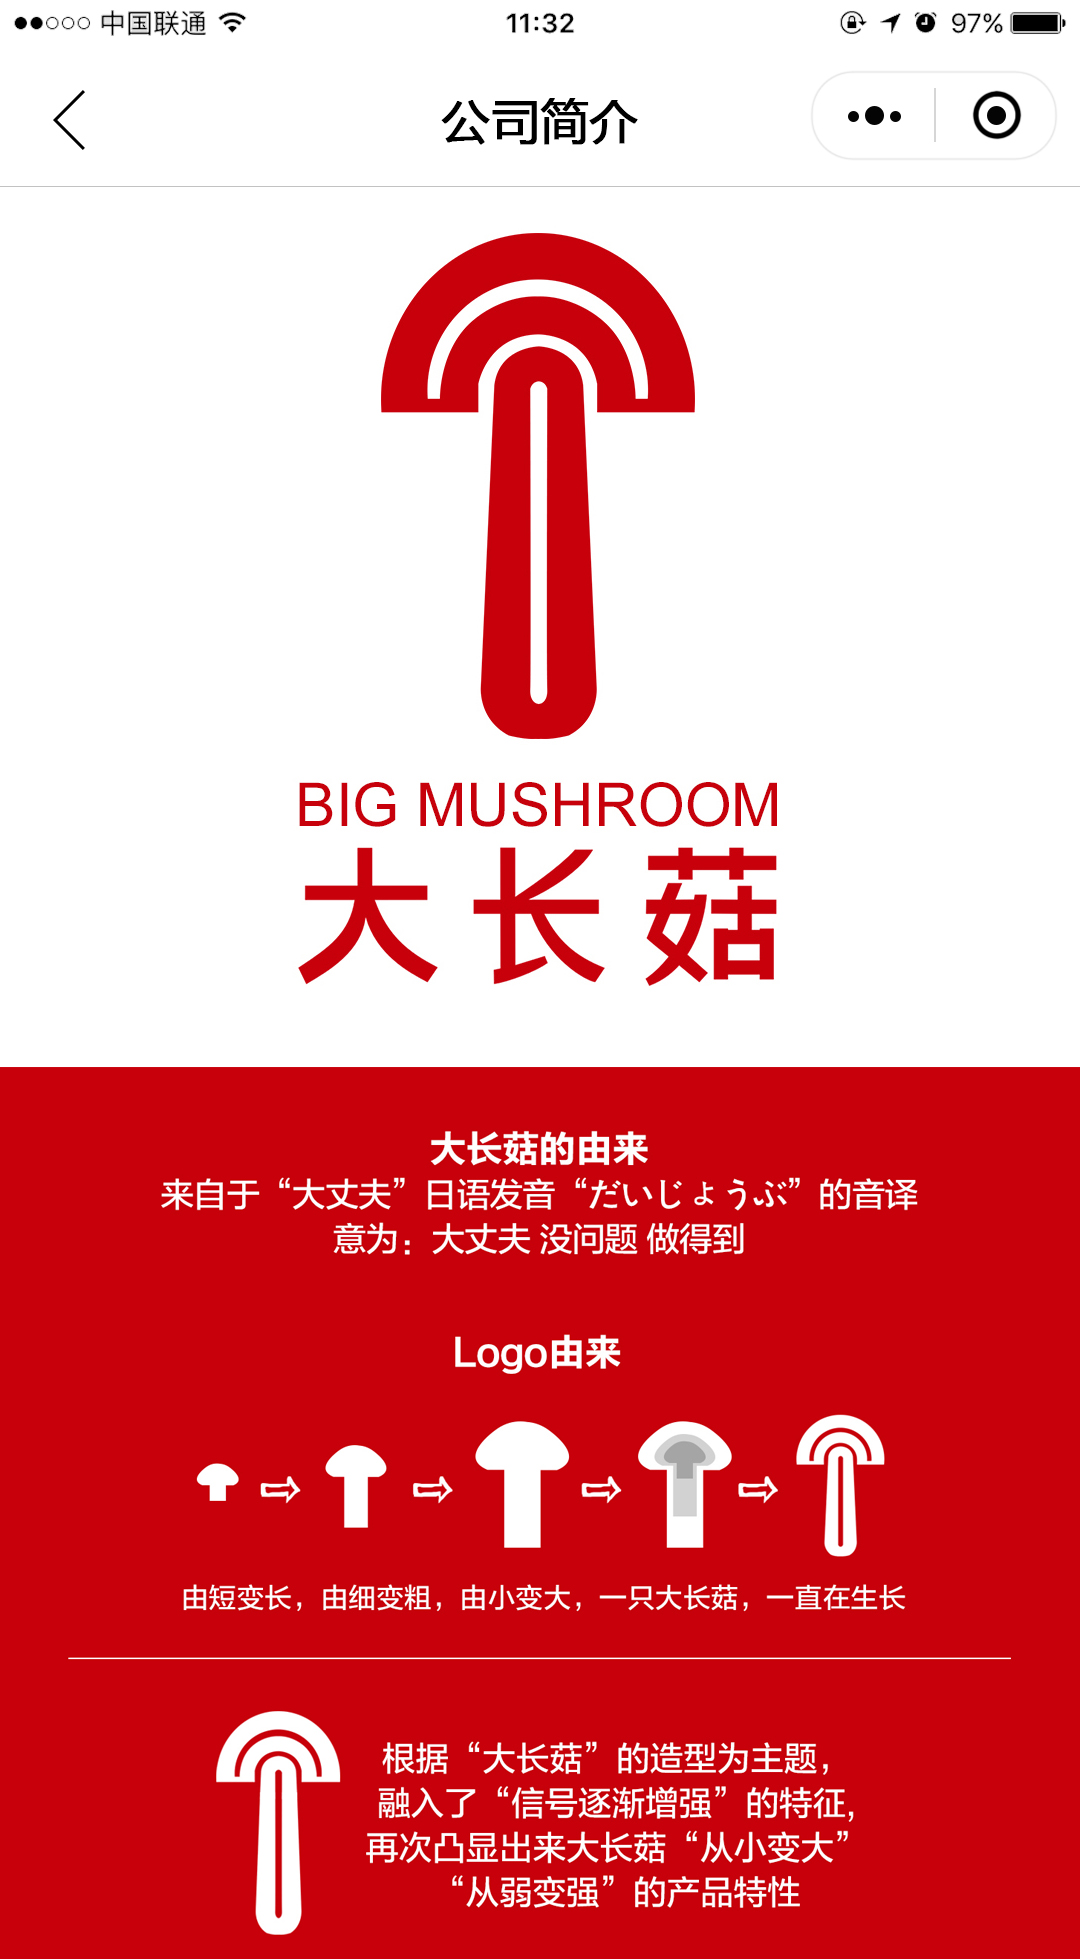 中国联通
11:32
97%
公司简介
BIG MUSHROOM
大长菇
大长菇的由来
来自于“大丈夫”日语发音“だいじょうぶ”的音译
意为：大丈夫 没问题 做得到
Logo由来
由短变长，由细变粗，由小变大，一只大长菇，一直在生长
根据“大长菇”的造型为主题，
融入了“信号逐渐增强”的特征，
再次凸显出来大长菇“从小变大”
“从弱变强”的产品特性